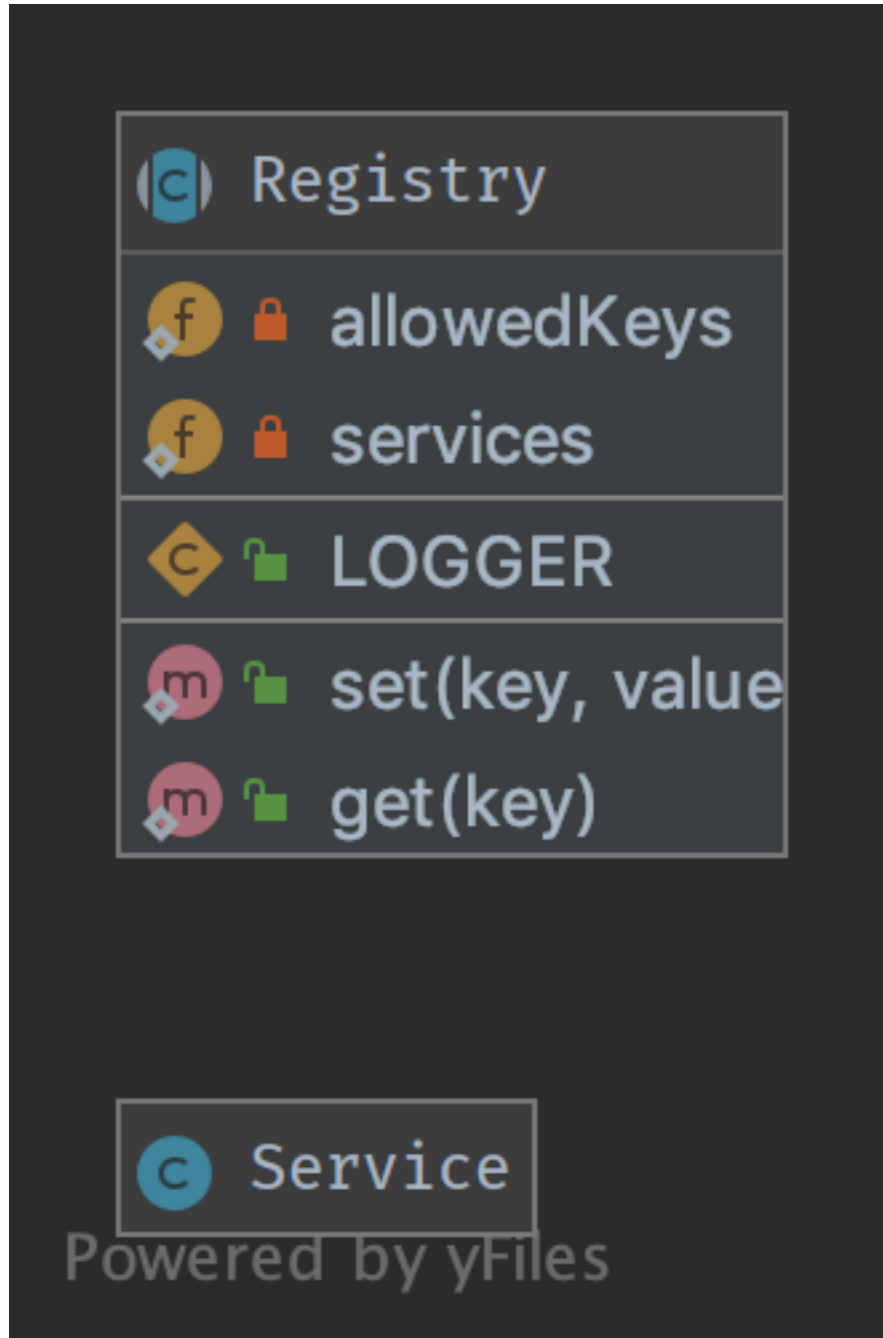 C Registry
f allowedKeys
f services
C LOGGER
m set(key, value
m get(key)
C Service
Powered by yFiles